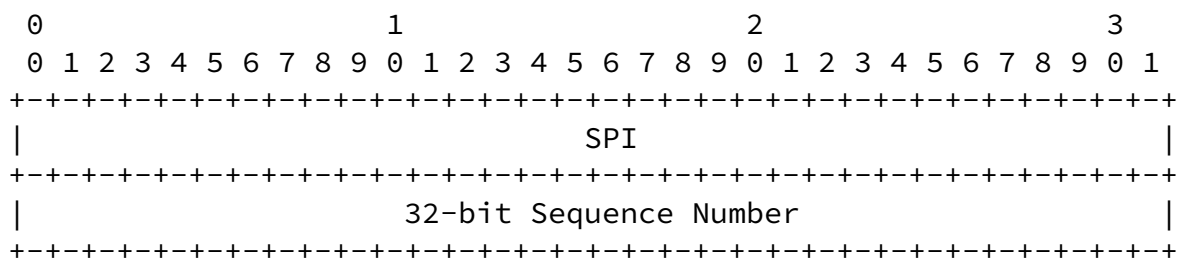 0                   1                   2                   3
 0 1 2 3 4 5 6 7 8 9 0 1 2 3 4 5 6 7 8 9 0 1 2 3 4 5 6 7 8 9 0 1
+-+-+-+-+-+-+-+-+-+-+-+-+-+-+-+-+-+-+-+-+-+-+-+-+-+-+-+-+-+-+-+-+
|                               SPI                             |
+-+-+-+-+-+-+-+-+-+-+-+-+-+-+-+-+-+-+-+-+-+-+-+-+-+-+-+-+-+-+-+-+
|                     32-bit Sequence Number                    |
+-+-+-+-+-+-+-+-+-+-+-+-+-+-+-+-+-+-+-+-+-+-+-+-+-+-+-+-+-+-+-+-+